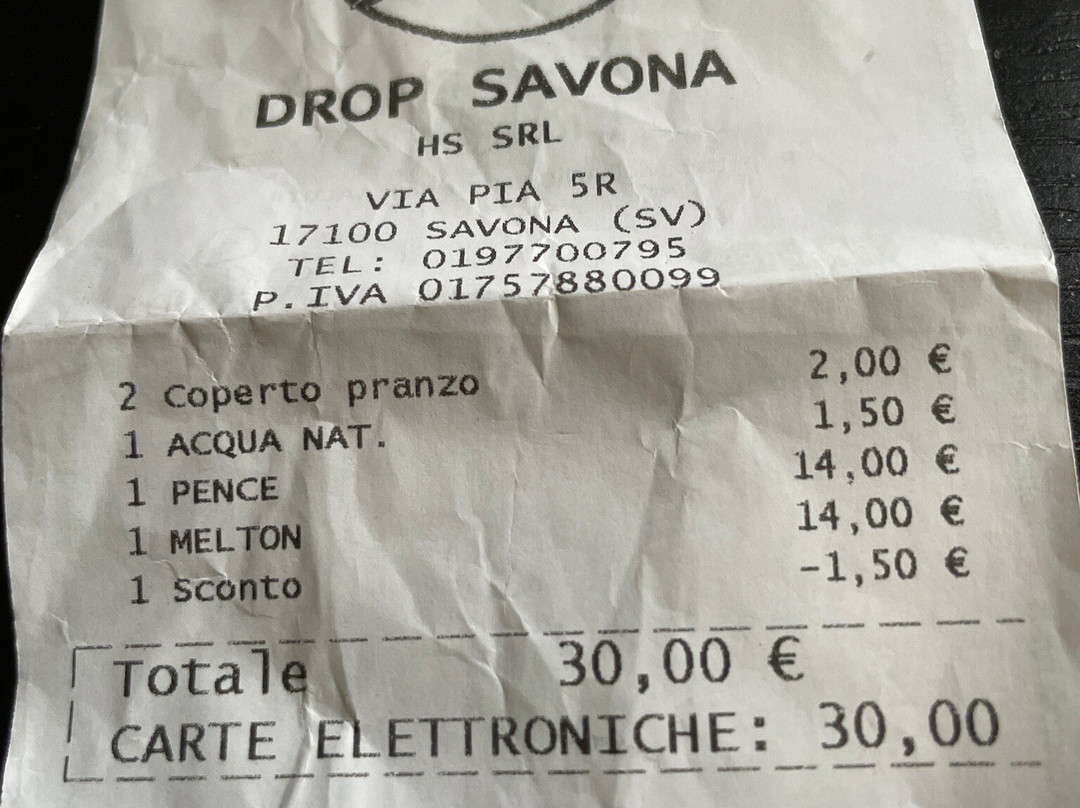 DROP SAVONA
HS SRL
VIA PIA 5R
17100 SAVONA (SV)
TEL: 0197700795
P.IVA 01757880099
2 Coperto pranzo 2,00 €
1 ACQUA NAT. 1,50 €
1 PENCE 14,00 €
1 MELTON 14,00 €
1 Sconto -1,50 €
Totale 30,00 €
CARTE ELETTRONICHE: 30,00